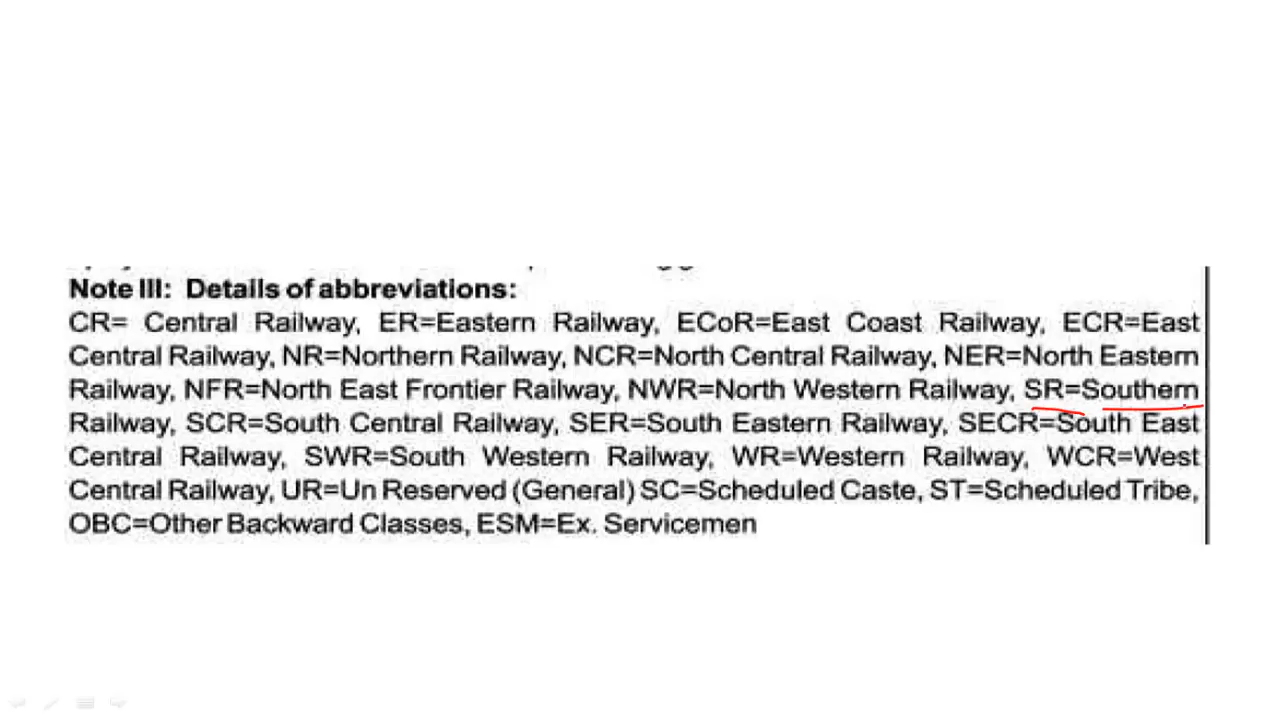 Note III: Details of abbreviations:
CR= Central Railway, ER=Eastern Railway, ECoR=East Coast Railway, ECR=East
Central Railway, NR=Northern Railway, NCR=North Central Railway, NER=North Eastern
Railway, NFR=North East Frontier Railway, NWR=North Western Railway, SR=Southern
Railway, SCR=South Central Railway, SER=South Eastern Railway, SECR=South East
Central Railway, SWR=South Western Railway, WR=Western Railway, WCR=West
Central Railway, UR=Un Reserved (General) SC=Scheduled Caste, ST=Scheduled Tribe,
OBC=Other Backward Classes, ESM=Ex. Servicemen